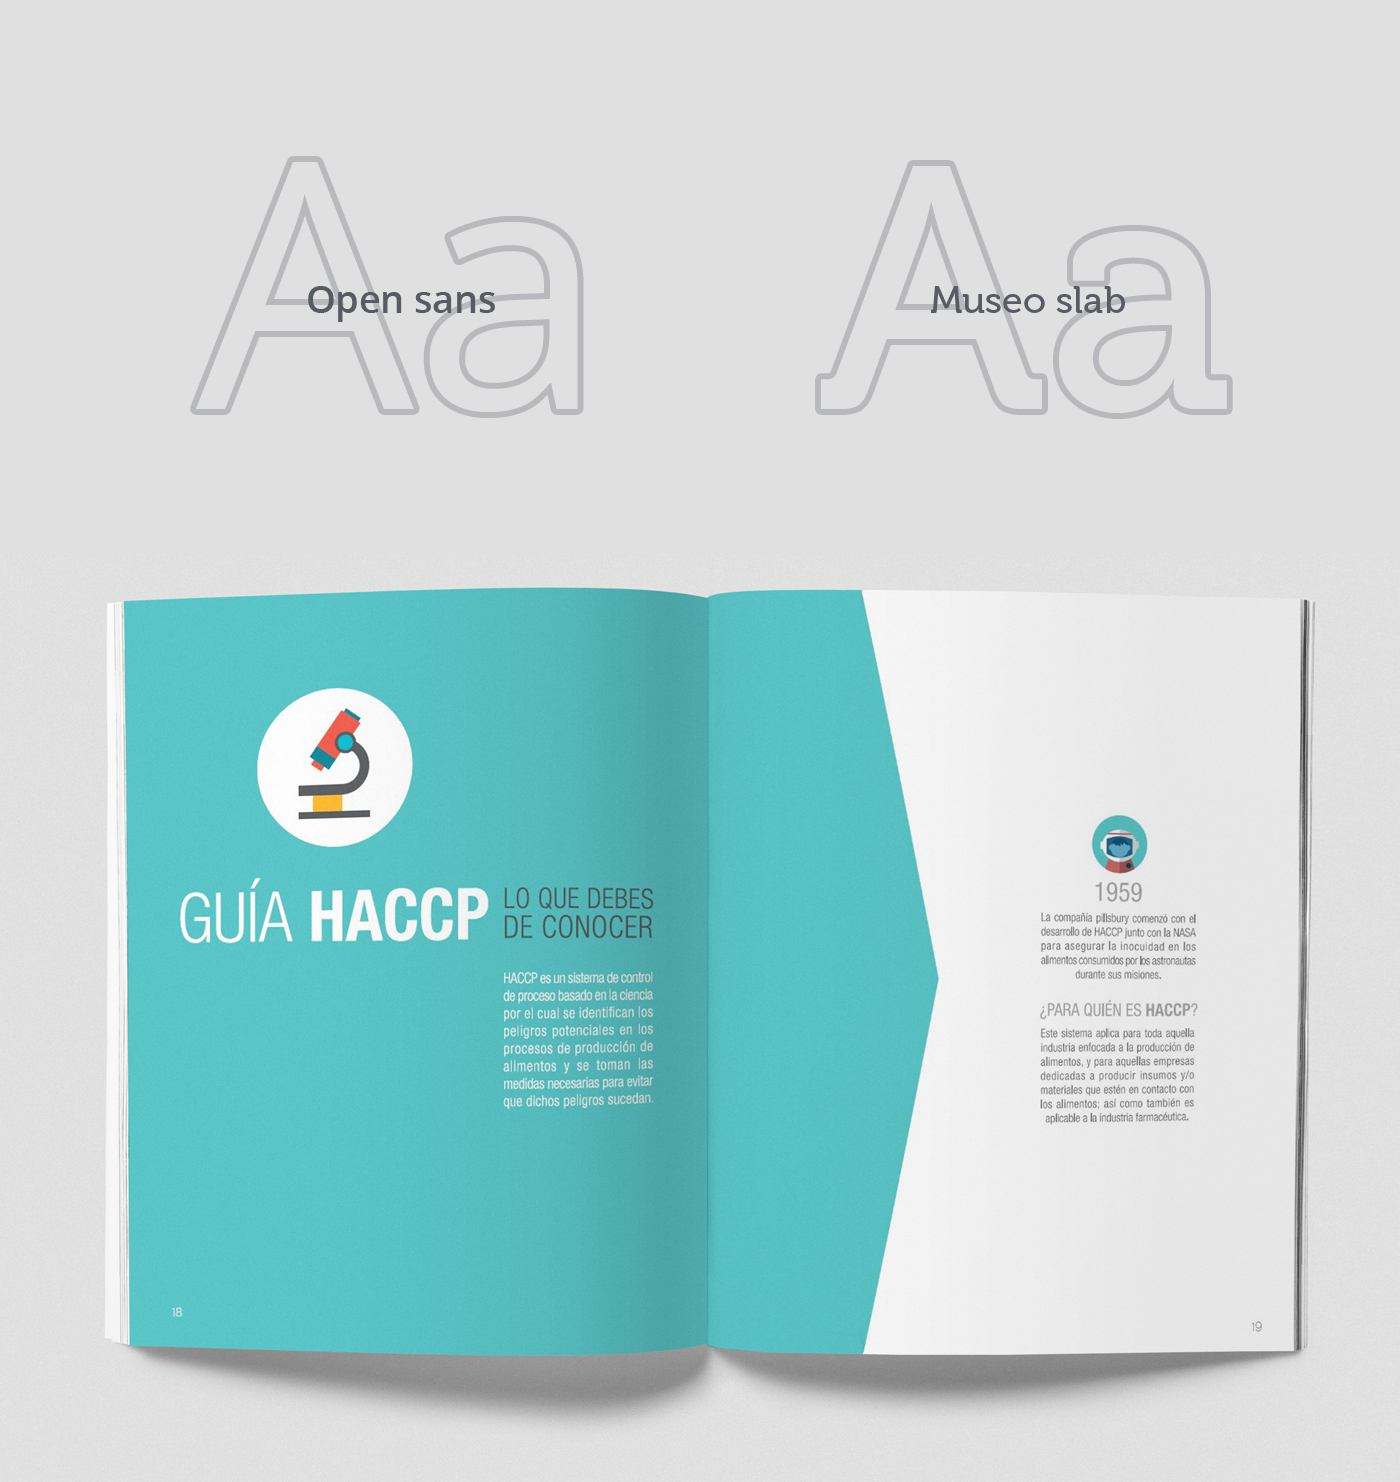 Aa
Open sans
Aa
Museo slab
GUÍA HACCP
LO QUE DEBES
DE CONOCER
HACCP es un sistema de control
de proceso basado en la ciencia
por el cual se identifican los
peligros potenciales en los
procesos de producción de
alimentos y se toman las
medidas necesarias para evitar
que dichos peligros sucedan.
18
1959
La compañía pillsbury comenzó con el
desarrollo de HACCP junto con la NASA
para asegurar la inocuidad en los
alimentos consumidos por los astronautas
durante sus misiones.
¿PARA QUIÉN ES HACCP?
Este sistema aplica para toda aquella
industria enfocada a la producción de
alimentos, y para aquellas empresas
dedicadas a producir insumos y/o
materiales que estén en contacto con
los alimentos; así como también es
aplicable a la industria farmacéutica.
19